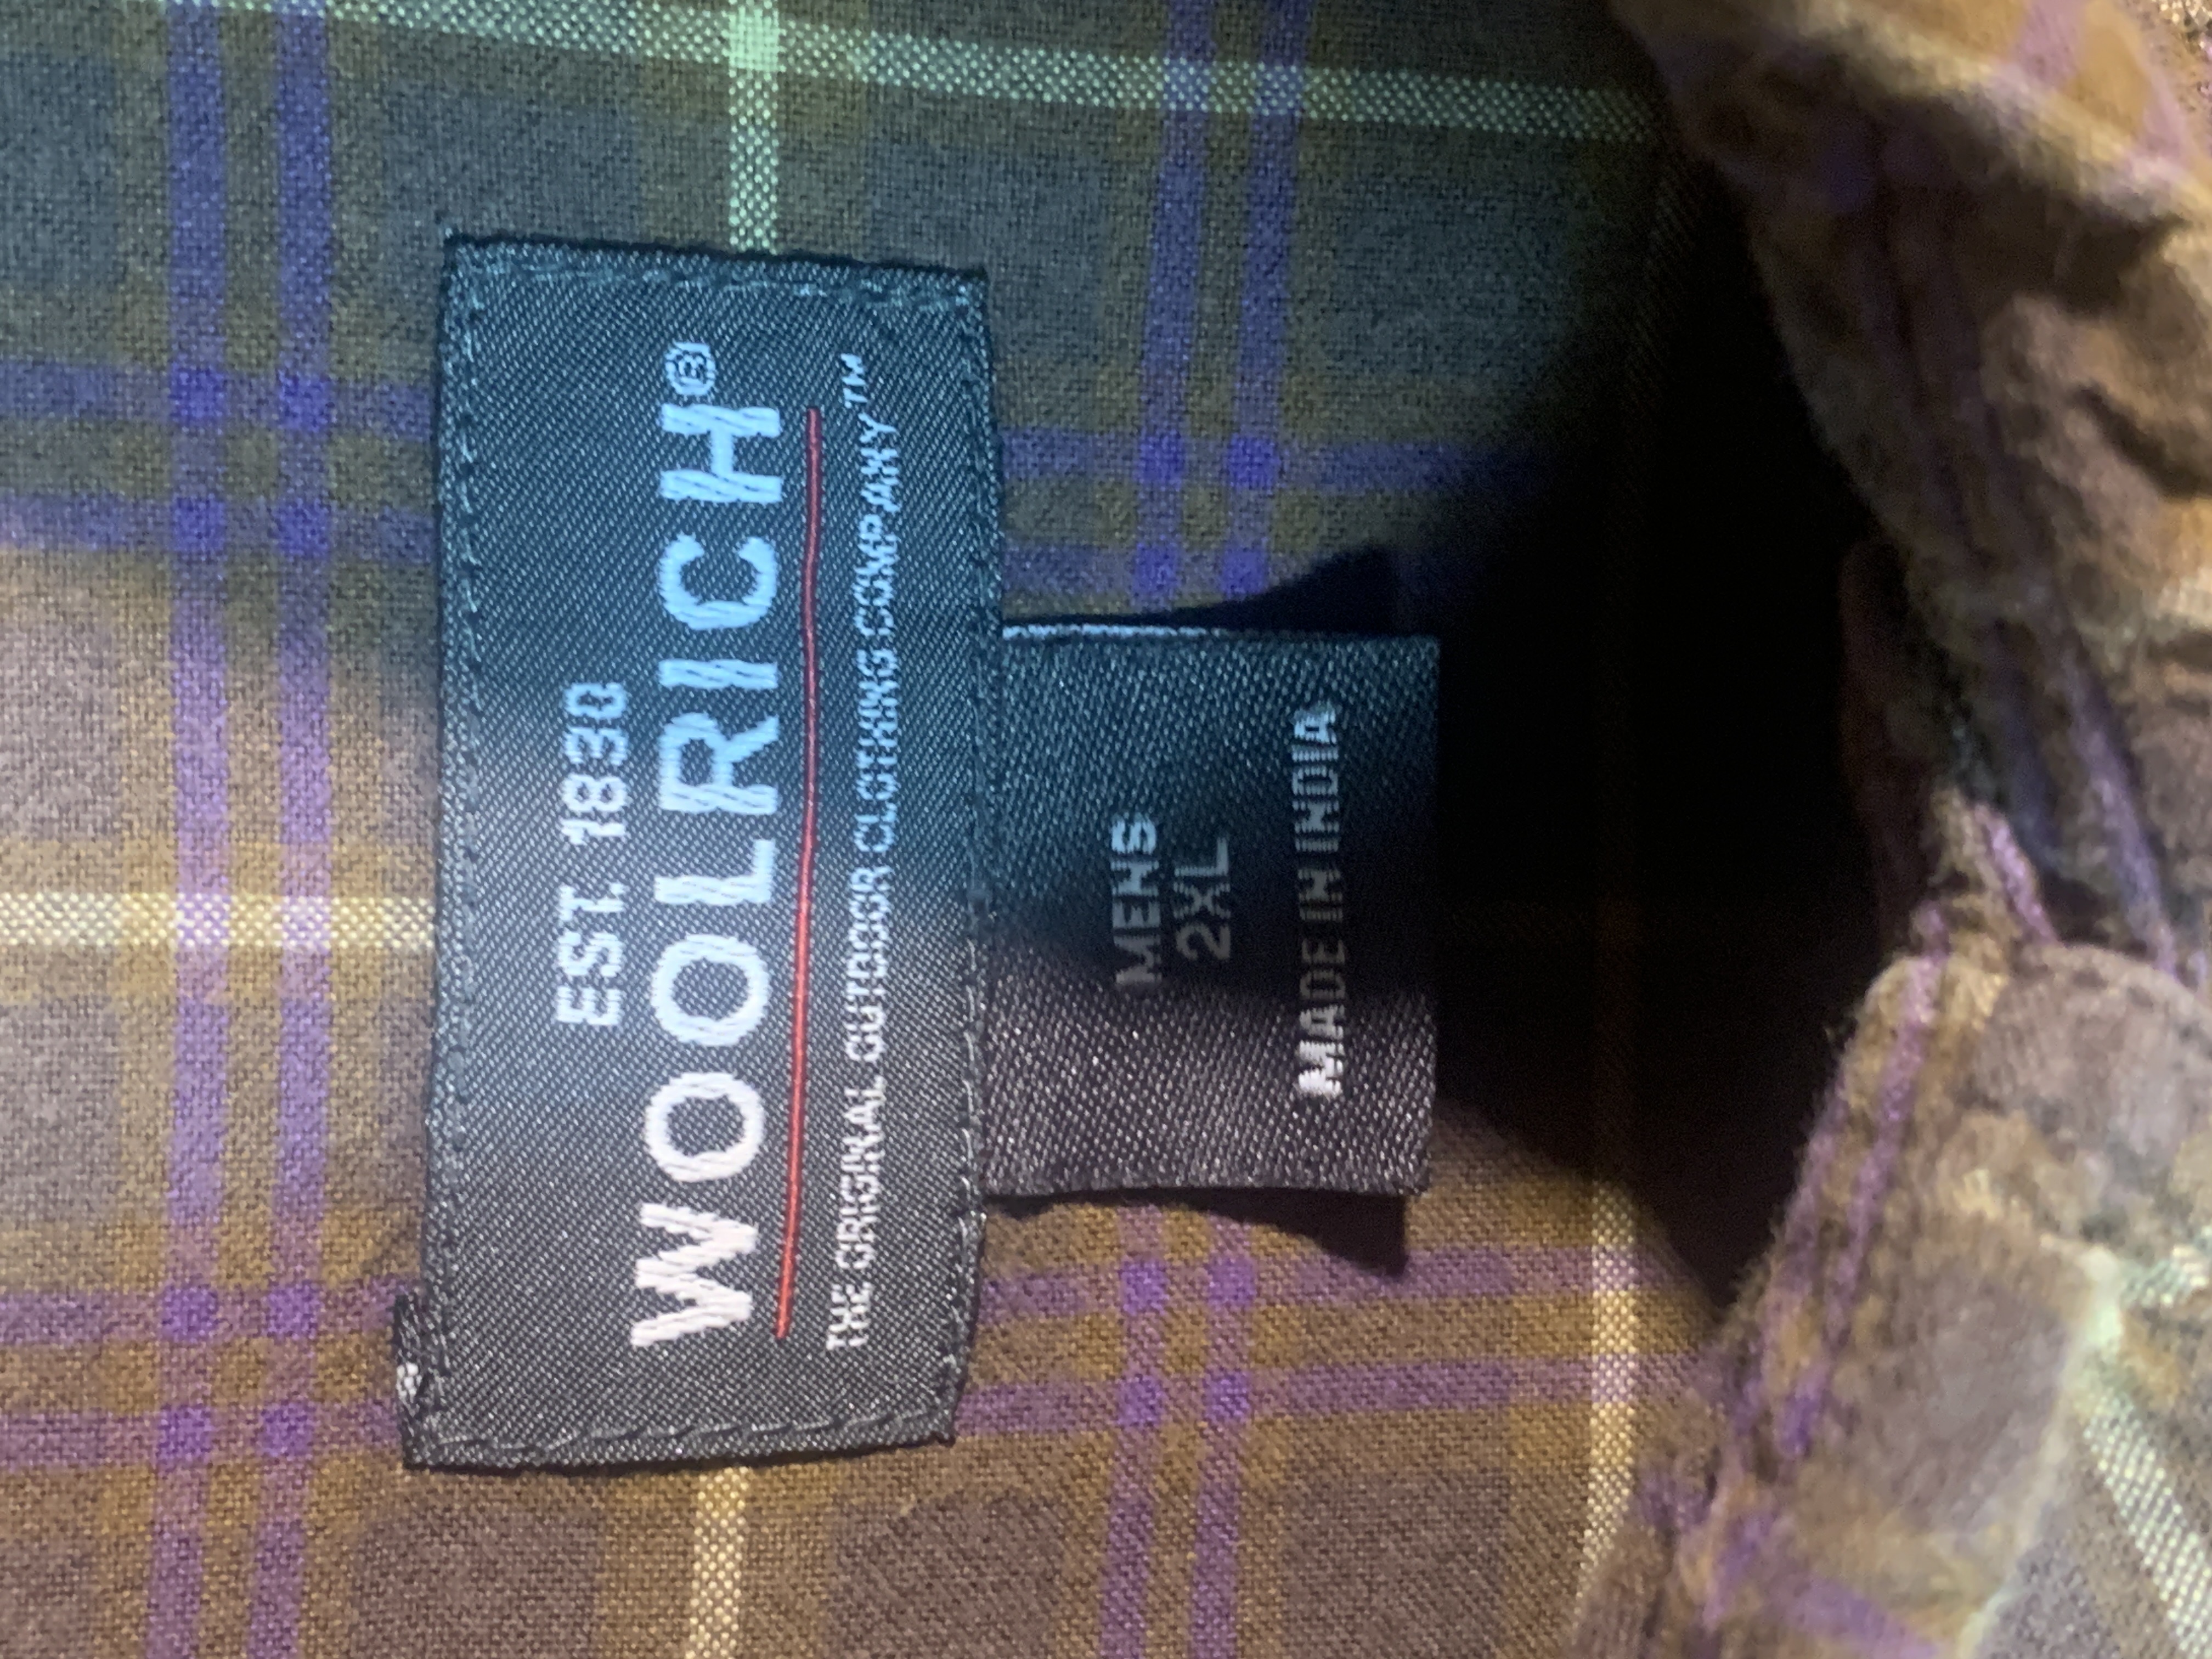 EST. 1830
WOOLRICH®
THE ORIGINAL OUTDOOR CLOTHING COMPANY™
MENS
2XL
MADE IN INDIA